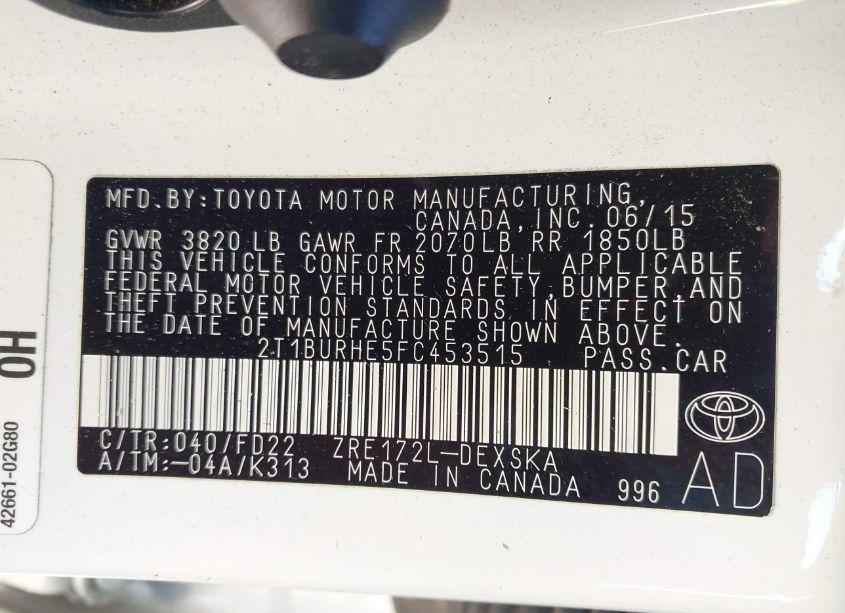 MFD.BY:TOYOTA MOTOR MANUFACTURING,
CANADA,INC. 06/15
GVWR 3820 LB GAWR FR 2070LB RR 1850LB
THIS VEHICLE CONFORMS TO ALL APPLICABLE
FEDERAL MOTOR VEHICLE SAFETY,BUMPER,AND
THEFT PREVENTION STANDARDS IN EFFECT ON
THE DATE OF MANUFACTURE SHOWN ABOVE.
2T1BURHE5FC453515 PASS.CAR
C/TR:040/FD22 ZRE172L-DEXSKA
A/TM:-04A/K313 MADE IN CANADA 996 AD
42661-02G80
OH